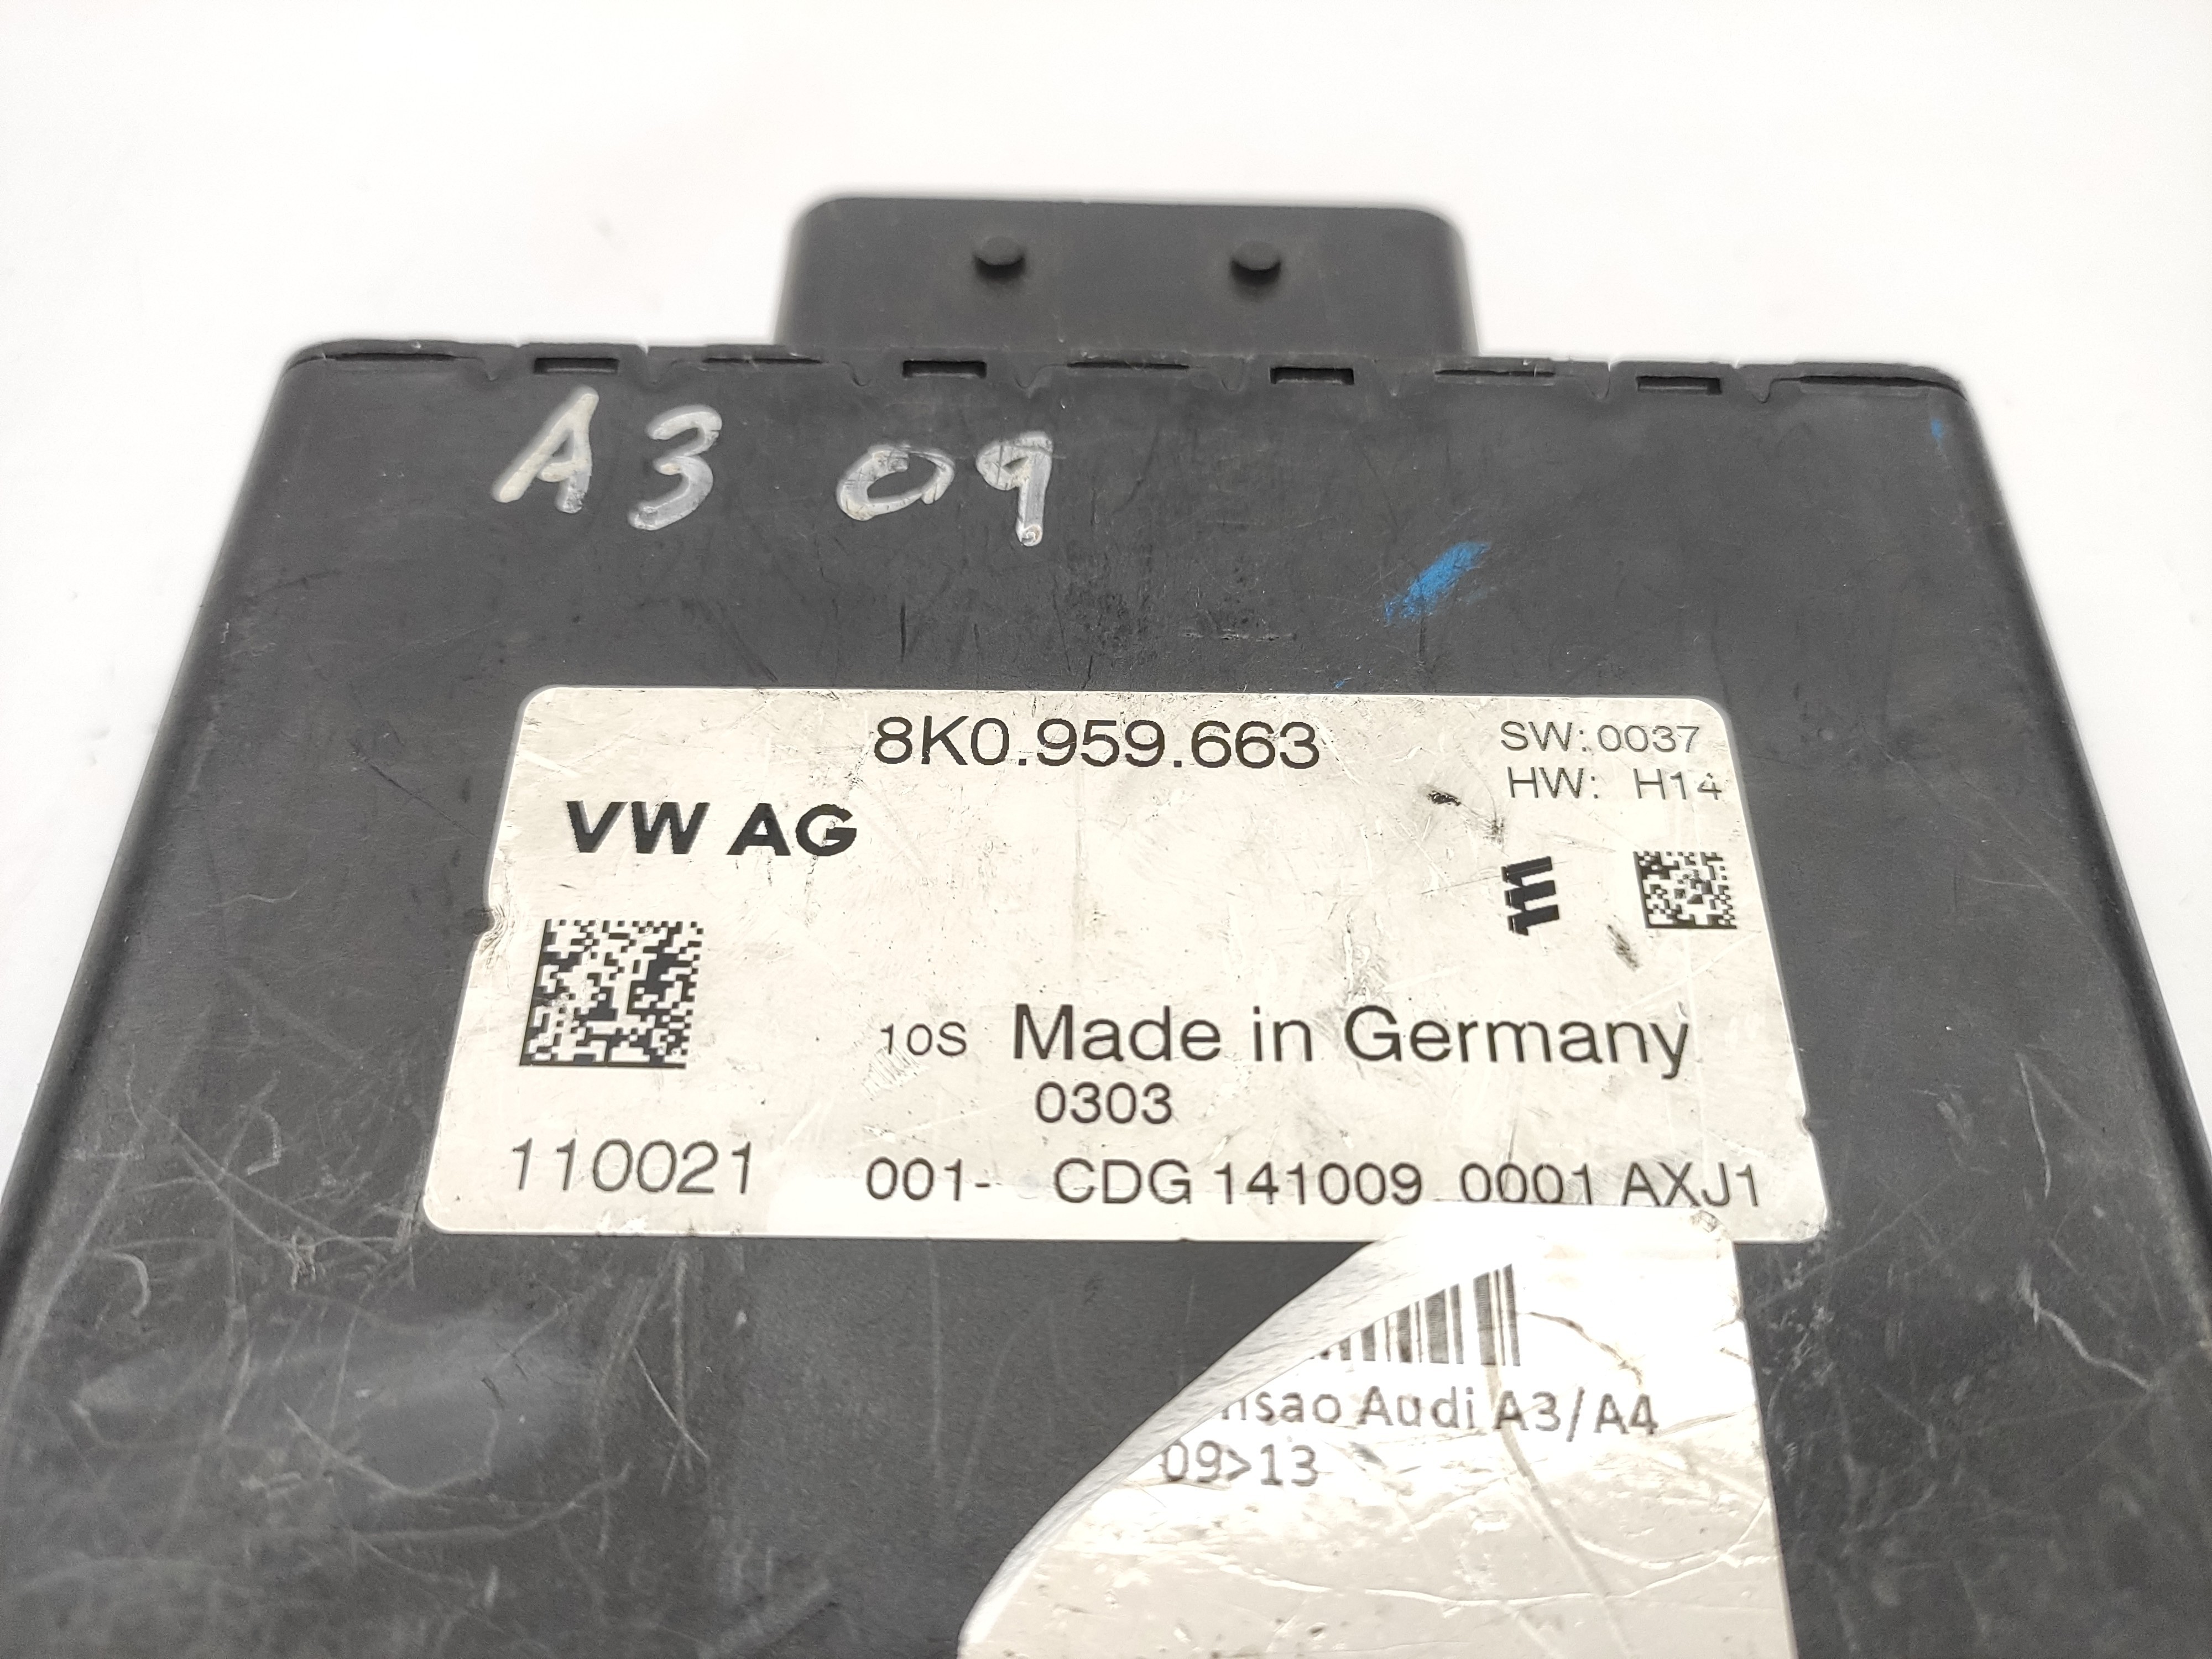 A3 09
8K0.959.663
SW:0037
HW: H14
VW AG
10S Made in Germany
0303
110021 001- CDG 141009 0001 AXJ1
Audi A3/A4
09>13